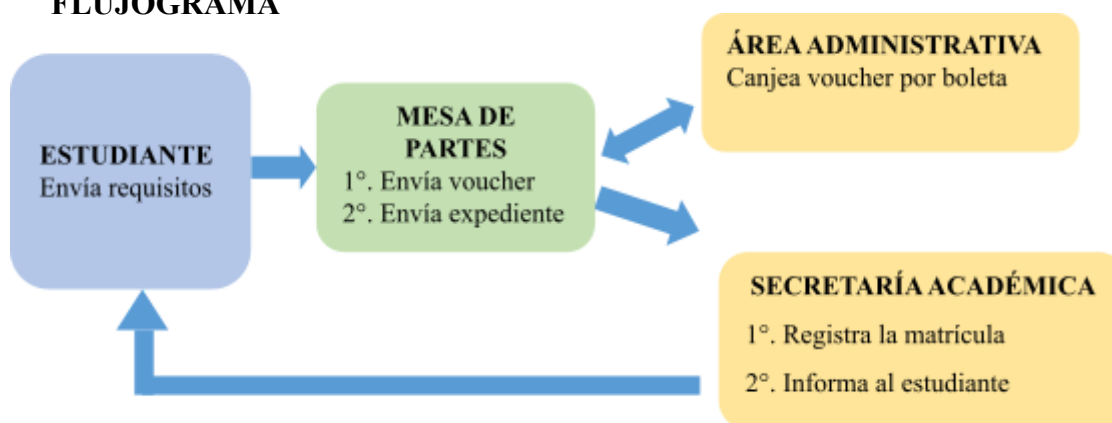 FLUJOGRAMA
ESTUDIANTE
Envía requisitos
MESA DE
PARTES
1°. Envía voucher
2°. Envía expediente
ÁREA ADMINISTRATIVA
Canjea voucher por boleta
SECRETARÍA ACADÉMICA
1°. Registra la matrícula
2°. Informa al estudiante